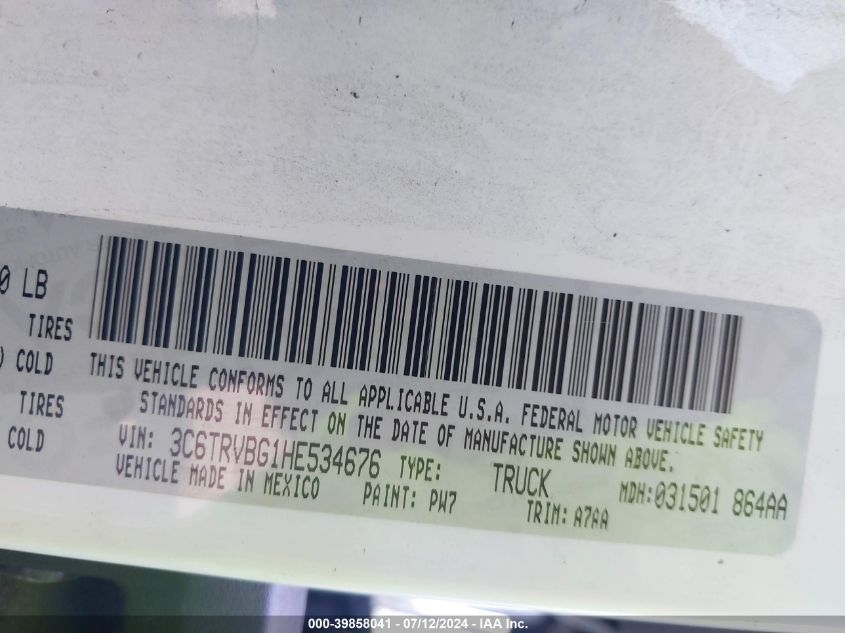 0 LB
TIRES
) COLD
TIRES
COLD
THIS VEHICLE CONFORMS TO ALL APPLICABLE U.S.A. FEDERAL MOTOR VEHICLE SAFETY
STANDARDS IN EFFECT ON THE DATE OF MANUFACTURE SHOWN ABOVE.
VIN: 3C6TRVBG1HE534676 TYPE: TRUCK MDH:031501 864AA
VEHICLE MADE IN MEXICO PAINT: PW7 TRIM: A7AA
000-39858041 - 07/12/2024 - IAA Inc.